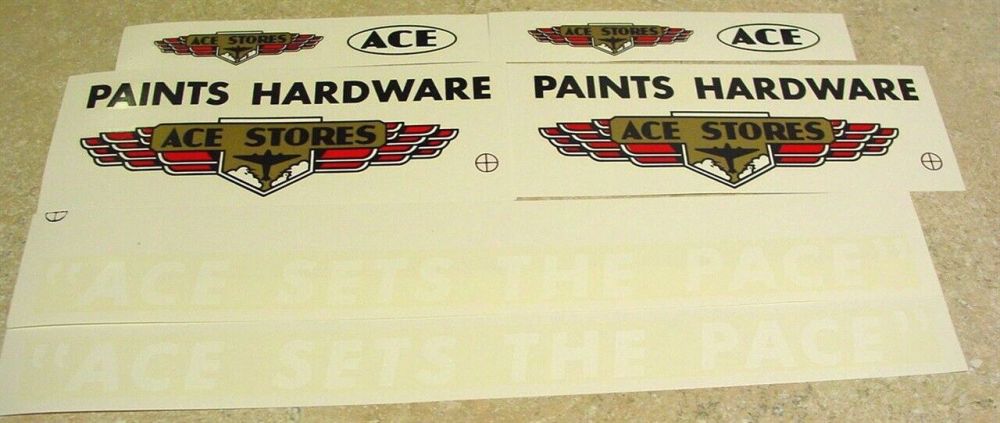 ACE STORES ACE
ACE STORES ACE
PAINTS HARDWARE
ACE STORES
PAINTS HARDWARE
ACE STORES
"ACE SETS THE PACE"
"ACE SETS THE PACE"